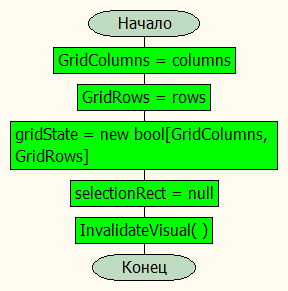 Начало
GridColumns = columns
GridRows = rows
gridState = new bool[GridColumns,
GridRows]
selectionRect = null
InvalidateVisual( )
Конец